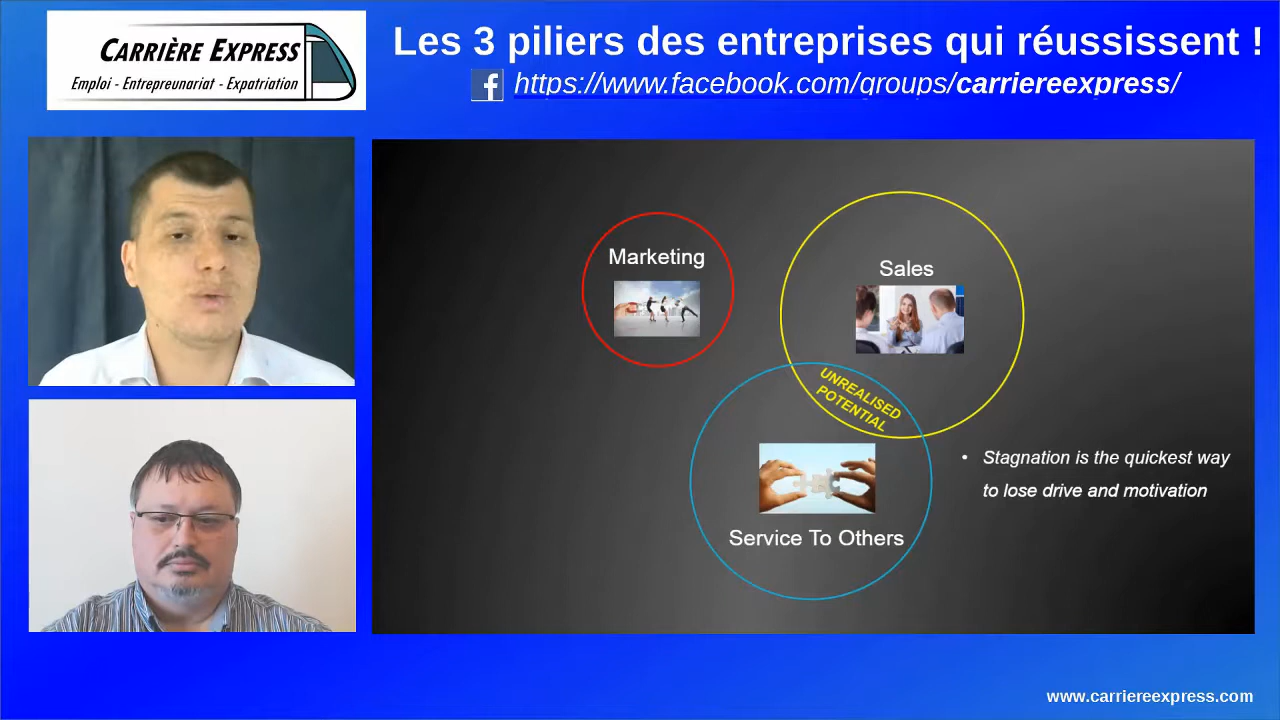 CARRIÈRE EXPRESS
Emploi - Entrepreunariat - Expatriation
Les 3 piliers des entreprises qui réussissent !
https://www.facebook.com/groups/carriereexpress/
Marketing
Sales
UNREALISED
POTENTIAL
• Stagnation is the quickest way
to lose drive and motivation
Service To Others
www.carriereexpress.com